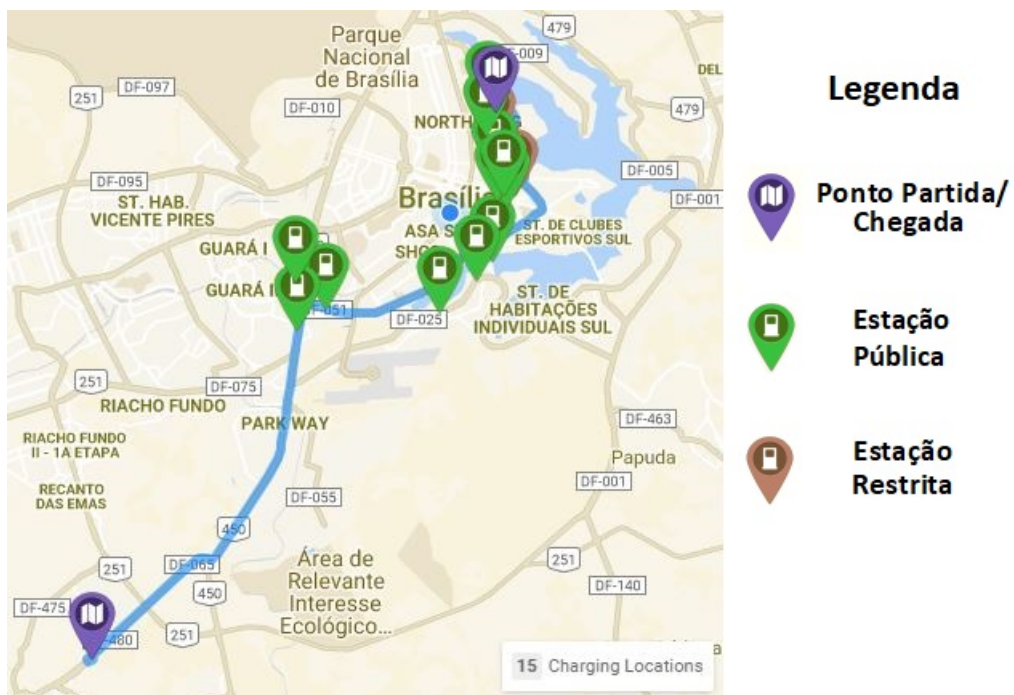 479
DF-009
Parque
Nacional
de Brasília
DEL
251
DF-097
DF-010
479
NORTH
DF-005
DF-095
DF-001
ST. HAB.
VICENTE PIRES
Brasíli
ASA S
SHO
ST. DE CLUBES
ESPORTIVOS SUL
GUARÁ I
GUARÁ I
DF-051
DF-025
ST. DE
HABITAÇÕES
INDIVIDUAIS SUL
251
DF-075
RIACHO FUNDO
PARK WAY
DF-463
RIACHO FUNDO
II - 1A ETAPA
Papuda
DF-001
RECANTO
DAS EMAS
DF-055
450
251
DF-065
Área de
Relevante
Interesse
Ecológico...
251
450
DF-140
DF-475
251
DF-480
15 Charging Locations
Legenda
Ponto Partida/
Chegada
Estação
Pública
Estação
Restrita